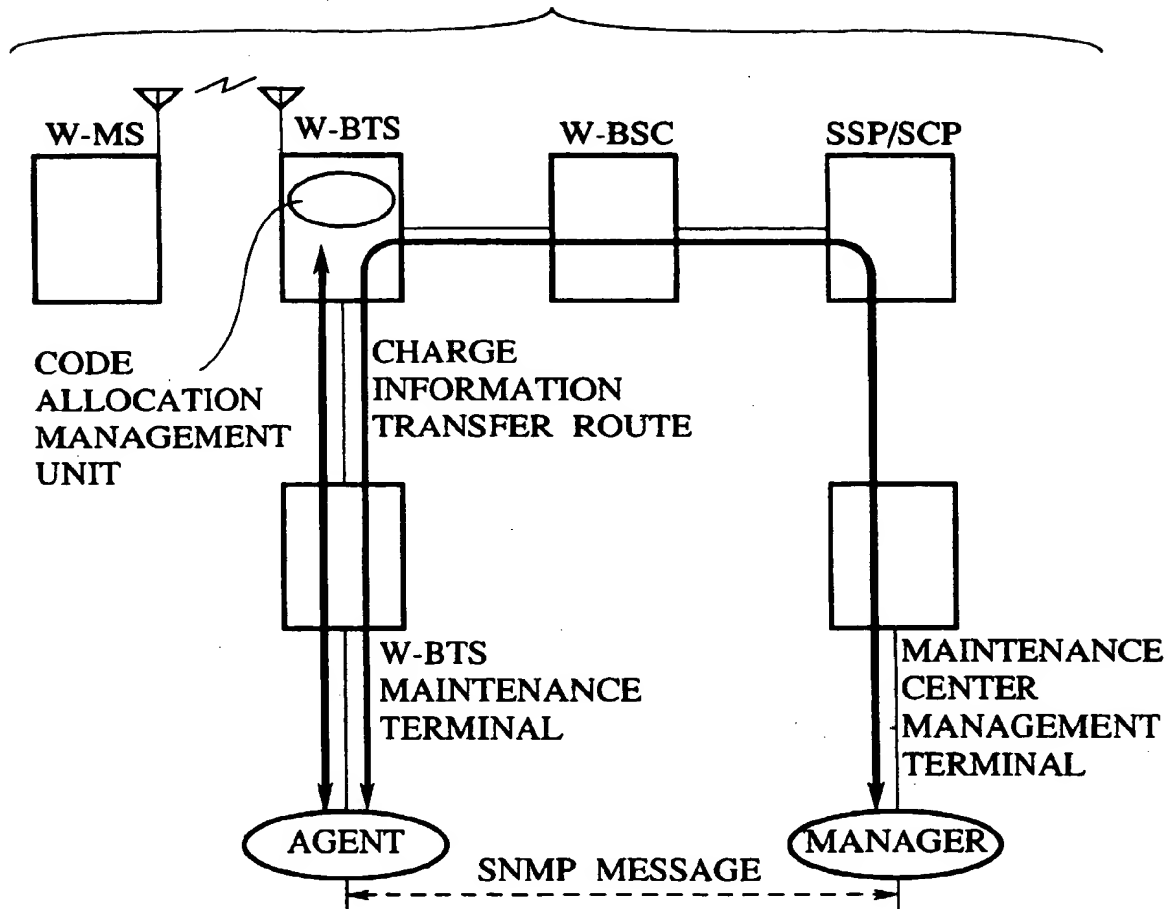 W-MS
W-BTS
W-BSC
SSP/SCP
CODE
ALLOCATION
MANAGEMENT
UNIT
CHARGE
INFORMATION
TRANSFER ROUTE
W-BTS
MAINTENANCE
TERMINAL
MAINTENANCE
CENTER
MANAGEMENT
TERMINAL
AGENT
MANAGER
SNMP MESSAGE